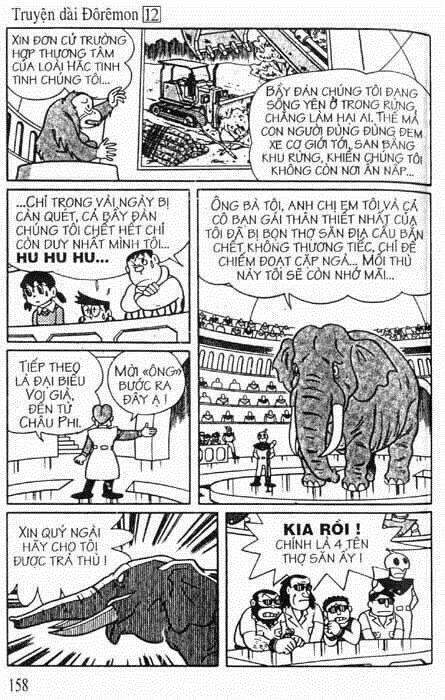 Truyện dài Đôrêmon 12
XIN ĐƠN CỬ TRƯỜNG
HỢP THƯƠNG TÂM
CỦA LOÀI HẮC TINH
TINH CHÚNG TÔI...
BẦY ĐÀN CHÚNG TÔI ĐANG
SỐNG YÊN Ở TRONG RỪNG,
CHẲNG LÀM HẠI AI. THẾ MÀ
CON NGƯỜI ĐÙNG ĐÙNG ĐEM
XE CƠ GIỚI TỚI, SAN BẰNG
KHU RỪNG, KHIẾN CHÚNG TÔI
KHÔNG CÒN NƠI ẨN NẤP...
...CHỈ TRONG VÀI NGÀY BỊ
CÀN QUÉT, CẢ BẦY ĐÀN
CHÚNG TÔI CHẾT HẾT CHỈ
CÒN DUY NHẤT MÌNH TÔI...
HU HU HU...
ÔNG BÀ TÔI, ANH CHỊ EM TÔI VÀ CẢ
CÔ BẠN GÁI THÂN THIẾT NHẤT CỦA
TÔI ĐÃ BỊ BỌN THỢ SĂN ĐỊA CẦU BẮN
CHẾT KHÔNG THƯƠNG TIẾC, CHỈ ĐỂ
CHIẾM ĐOẠT CẶP NGÀ... MỐI THÙ
NÀY TÔI SẼ CÒN NHỚ MÃI...
TIẾP THEO
LÀ ĐẠI BIỂU
VOI GIÀ,
ĐẾN TỪ
CHÂU PHI.
MỜI «ÔNG»
BƯỚC RA
ĐÂY Ạ !
XIN QUÝ NGÀI
HÃY CHO TÔI
ĐƯỢC TRẢ THÙ !
KIA RỒI !
CHÍNH LÀ 4 TÊN
THỢ SĂN ẤY !
158